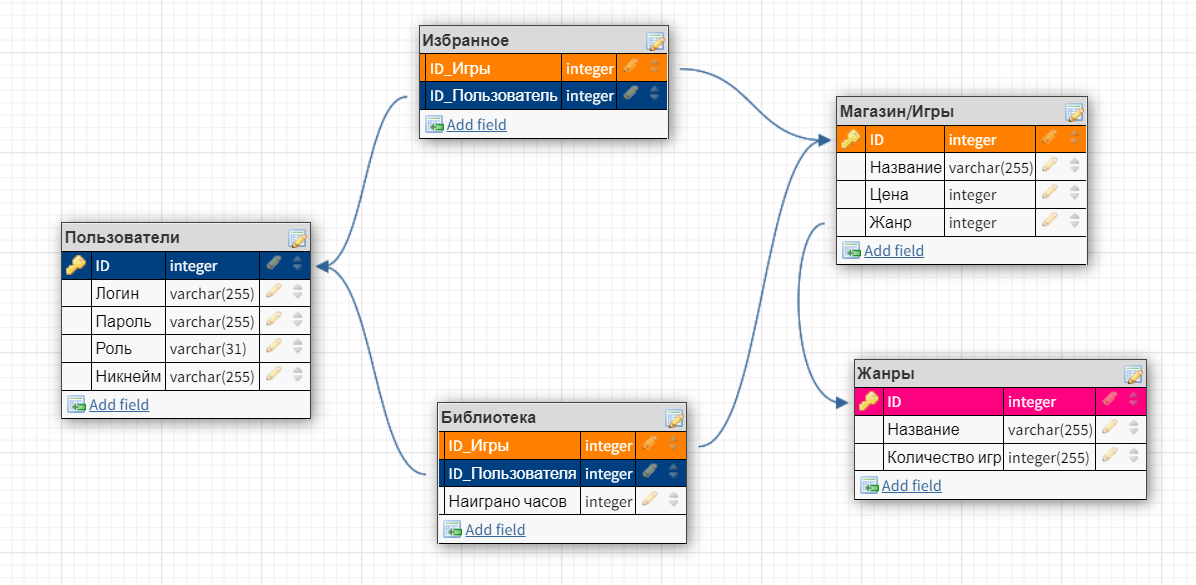 Избранное
ID_Игры integer
ID_Пользователь integer
Add field
Магазин/Игры
ID integer
Название varchar(255)
Цена integer
Жанр integer
Add field
Пользователи
ID integer
Логин varchar(255)
Пароль varchar(255)
Роль varchar(31)
Никнейм varchar(255)
Add field
Жанры
ID integer
Название varchar(255)
Количество игр integer(255)
Add field
Библиотека
ID_Игры integer
ID_Пользователя integer
Наиграно часов integer
Add field